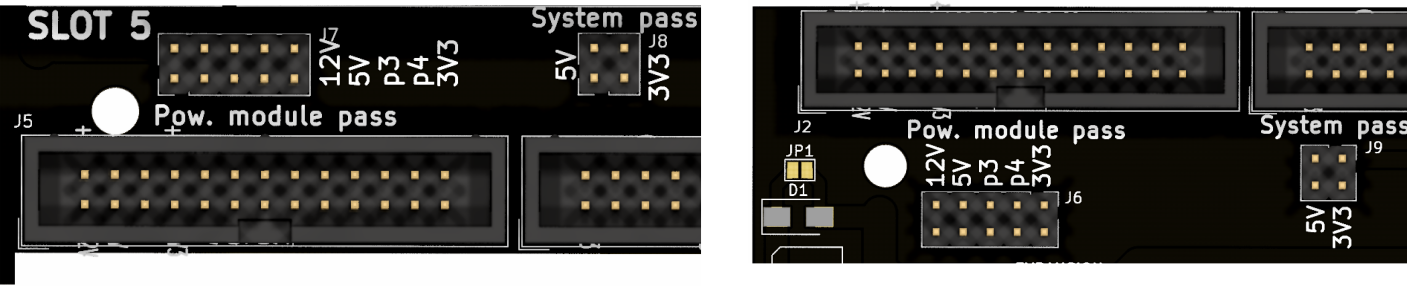 SLOT 5
System pass
J7
J8
12V
5V
p3
p4
3V3
5V
3V3
Pow. module pass
J5
+
+
J2
Pow. module pass
System pass
JP1
D1
12V
5V
p3
p4
3V3
J6
J9
5V
3V3